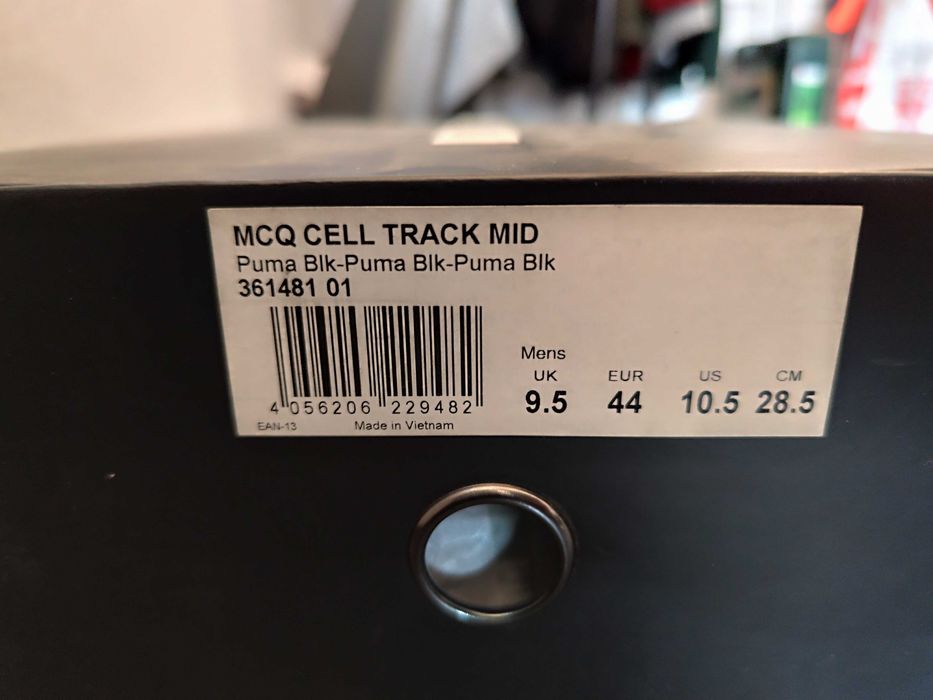 MCQ CELL TRACK MID
Puma Blk-Puma Blk-Puma Blk
361481 01
Mens
UK EUR US CM
9.5 44 10.5 28.5
4 056206 229482
EAN-13 Made in Vietnam